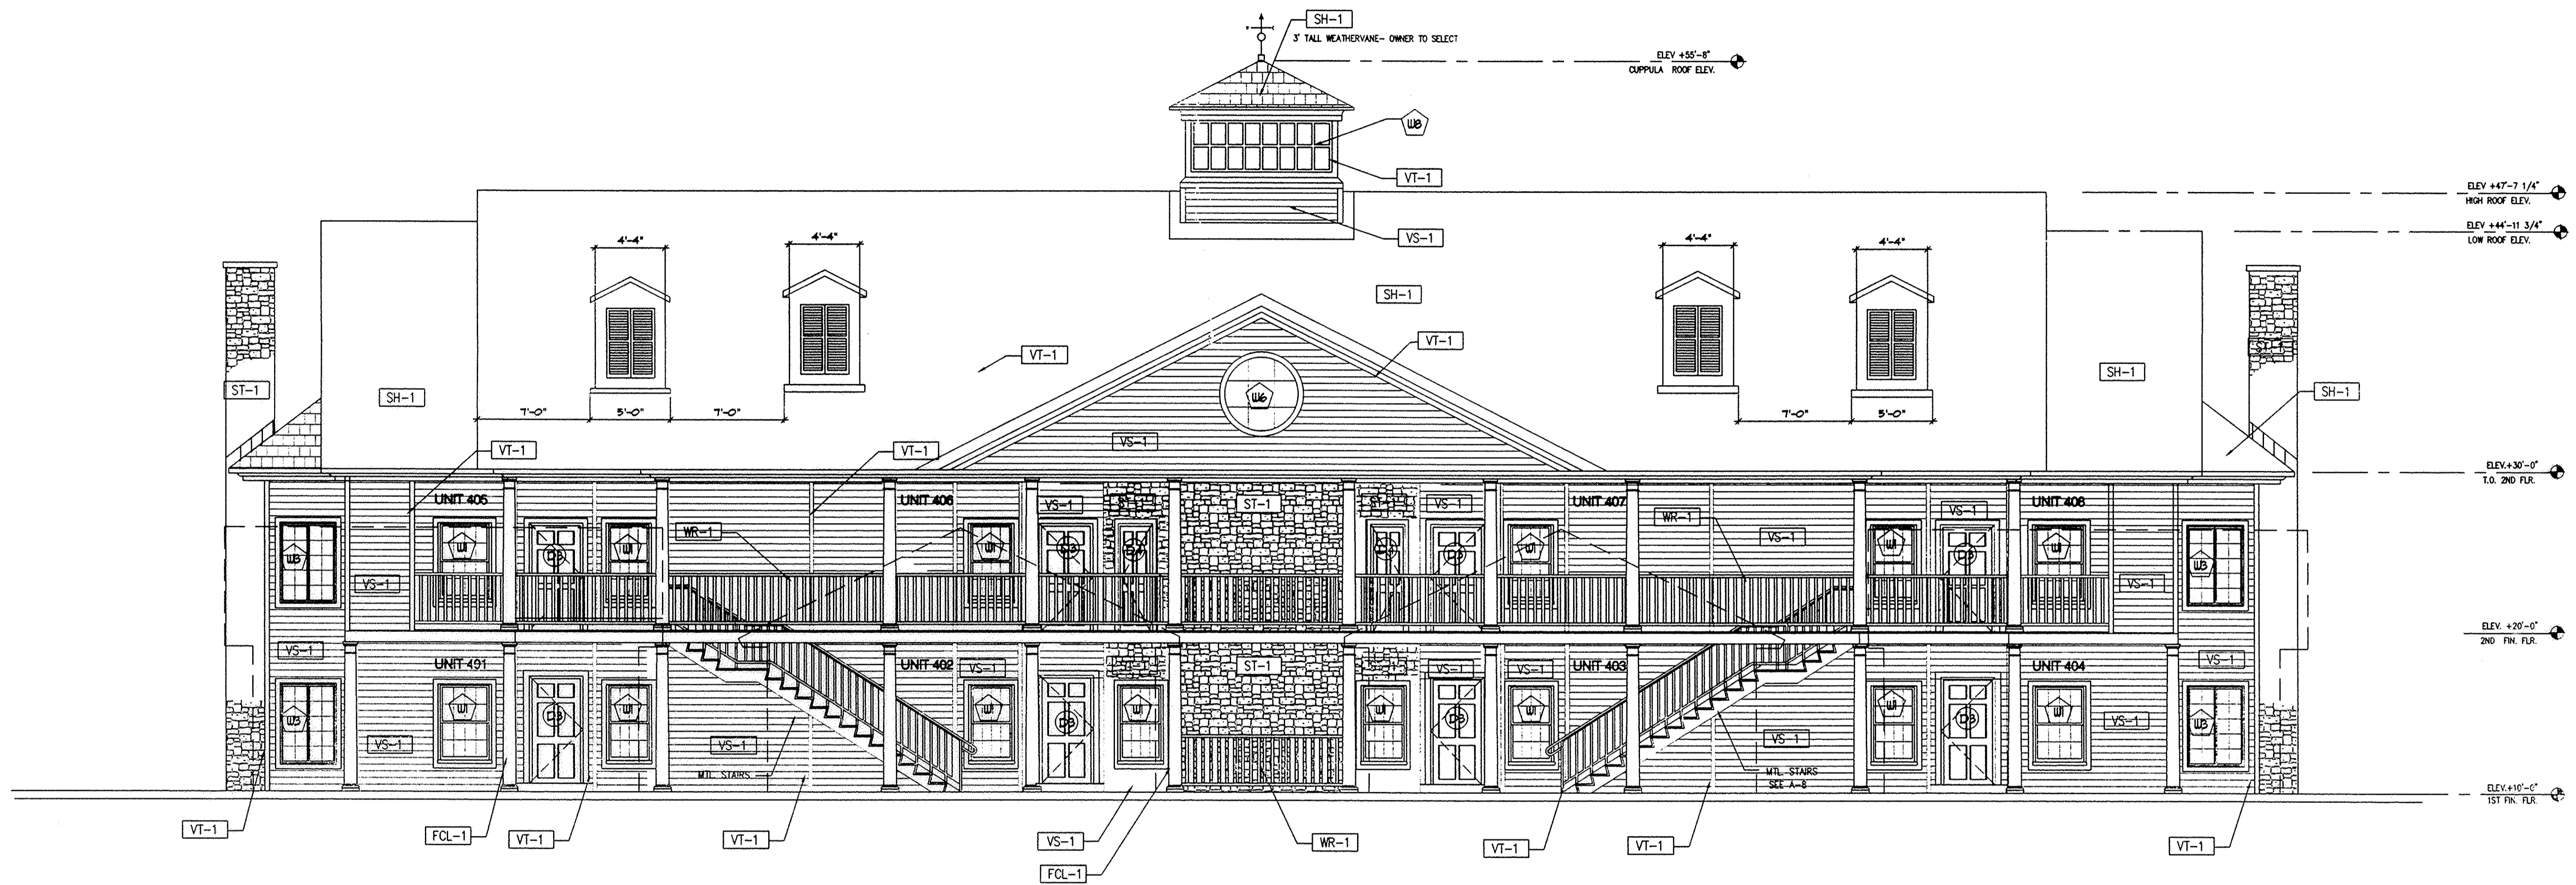 SH-1
3' TALL WEATHERVANE- OWNER TO SELECT
ELEV +55'-8"
CUPPULA ROOF ELEV.
W8
VT-1
ELEV +47'-7 1/4"
HIGH ROOF ELEV.
VS-1
ELEV +44'-11 3/4"
LOW ROOF ELEV.
4'-4"
4'-4"
4'-4"
4'-4"
SH-1
VT-1
VT-1
ST-1
ST-1
SH-1
SH-1
SH-1
W6
7'-0"
5'-0"
7'-0"
7'-0"
5'-0"
VS-1
VT-1
VT-1
ELEV.+30'-0"
T.O. 2ND FLR.
UNIT 405
UNIT 406
VS-1
ST-1
ST-1
ST-1
VS-1
UNIT 407
WR-1
VS-1
VS-1
UNIT 408
WR-1
W3
W1
D3
W1
W1
D3
D4
D3
W1
W1
D3
W1
W3
VS-1
VS-1
ELEV. +20'-0"
2ND FIN. FLR.
VS-1
UNIT 401
UNIT 402
VS-1
ST-1
ST-1
VS-1
VS-1
UNIT 403
UNIT 404
VS-1
W3
W1
D3
W1
W1
D3
W1
W1
D3
W1
W1
D3
W1
W3
VS-1
VS-1
VS-1
VS-1
MTL. STAIRS
MTL. STAIRS
SEE A-8
ELEV.+10'-0"
1ST FIN. FLR.
VT-1
FCL-1
VT-1
VT-1
VS-1
FCL-1
WR-1
VT-1
VT-1
VT-1